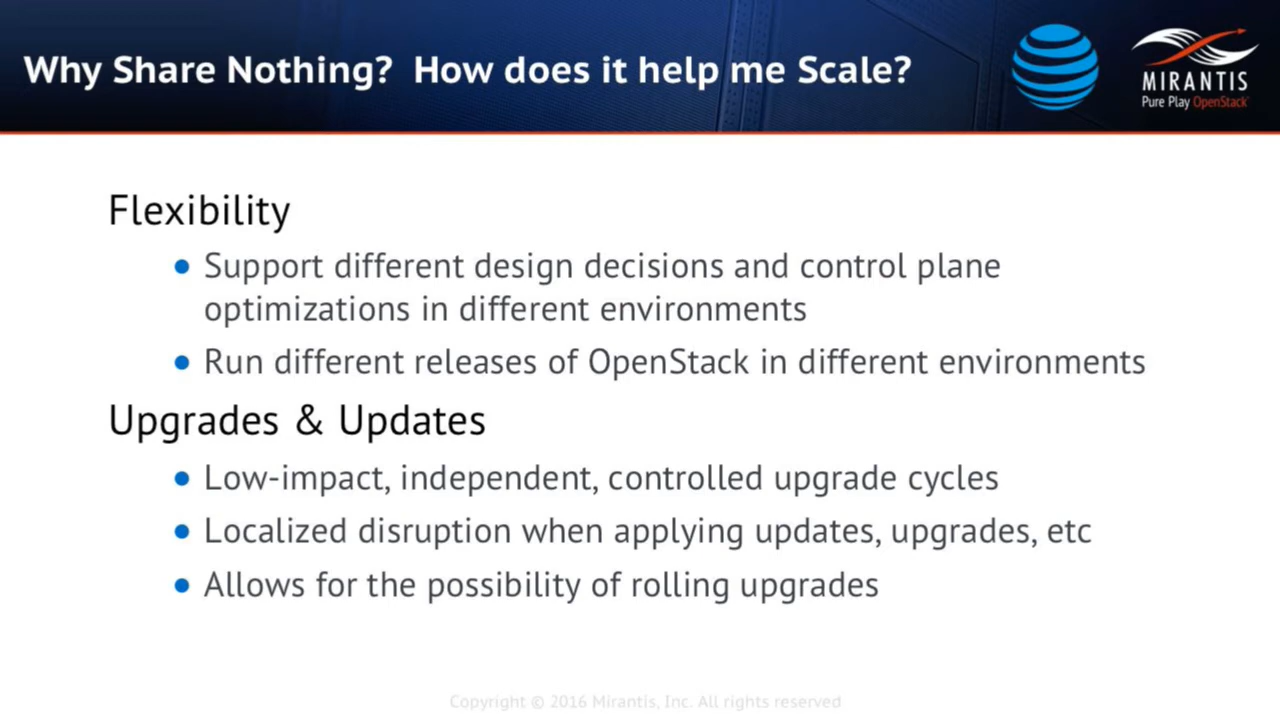 Why Share Nothing? How does it help me Scale?
MIRANTIS
Pure Play OpenStack
Flexibility
● Support different design decisions and control plane
optimizations in different environments
● Run different releases of OpenStack in different environments
Upgrades & Updates
● Low-impact, independent, controlled upgrade cycles
● Localized disruption when applying updates, upgrades, etc
● Allows for the possibility of rolling upgrades
Copyright © 2016 Mirantis, Inc. All rights reserved